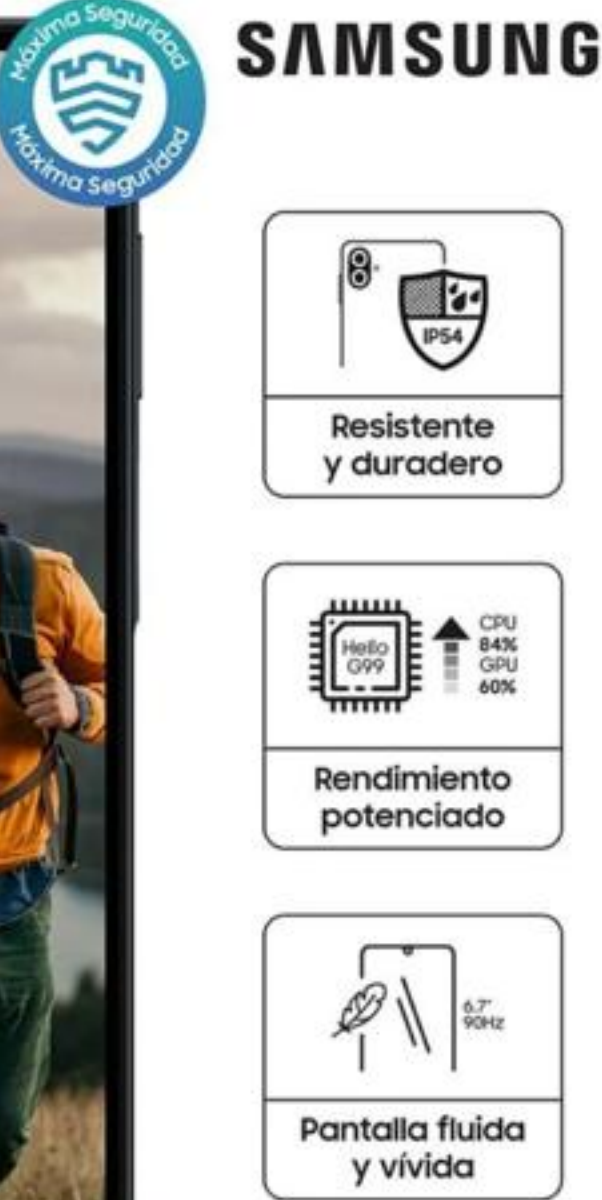 Máxima Seguridad
Máxima Seguridad
SAMSUNG
IP54
Resistente
y duradero
Hello
G99
CPU
84%
GPU
60%
Rendimiento
potenciado
6.7"
90Hz
Pantalla fluida
y vívida